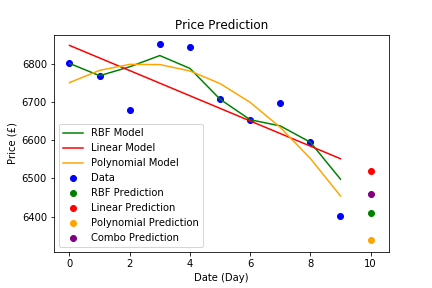 Price Prediction
Price (£)
6800
6700
6600
6500
6400
RBF Model
Linear Model
Polynomial Model
Data
RBF Prediction
Linear Prediction
Polynomial Prediction
Combo Prediction
0 2 4 6 8 10
Date (Day)